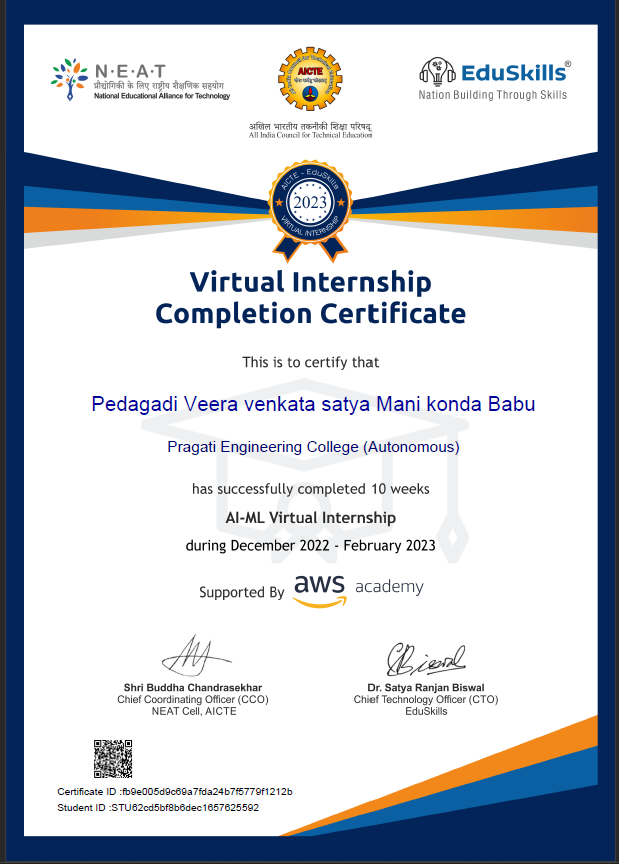 N·E·A·T
प्रौद्योगिकी के लिए राष्ट्रीय शैक्षणिक सहयोग
National Educational Alliance for Technology
AICTE
EduSkills®
Nation Building Through Skills
अखिल भारतीय तकनीकी शिक्षा परिषद्
All India Council for Technical Education
AICTE - EduSkills
2023
VIRTUAL INTERNSHIP
Virtual Internship
Completion Certificate
This is to certify that
Pedagadi Veera venkata satya Mani konda Babu
Pragati Engineering College (Autonomous)
has successfully completed 10 weeks
AI-ML Virtual Internship
during December 2022 - February 2023
Supported By aws academy
Shri Buddha Chandrasekhar
Chief Coordinating Officer (CCO)
NEAT Cell, AICTE
Dr. Satya Ranjan Biswal
Chief Technology Officer (CTO)
EduSkills
Certificate ID :fb9e005d9c69a7fda24b7f5779f1212b
Student ID :STU62cd5bf8b6dec1657625592